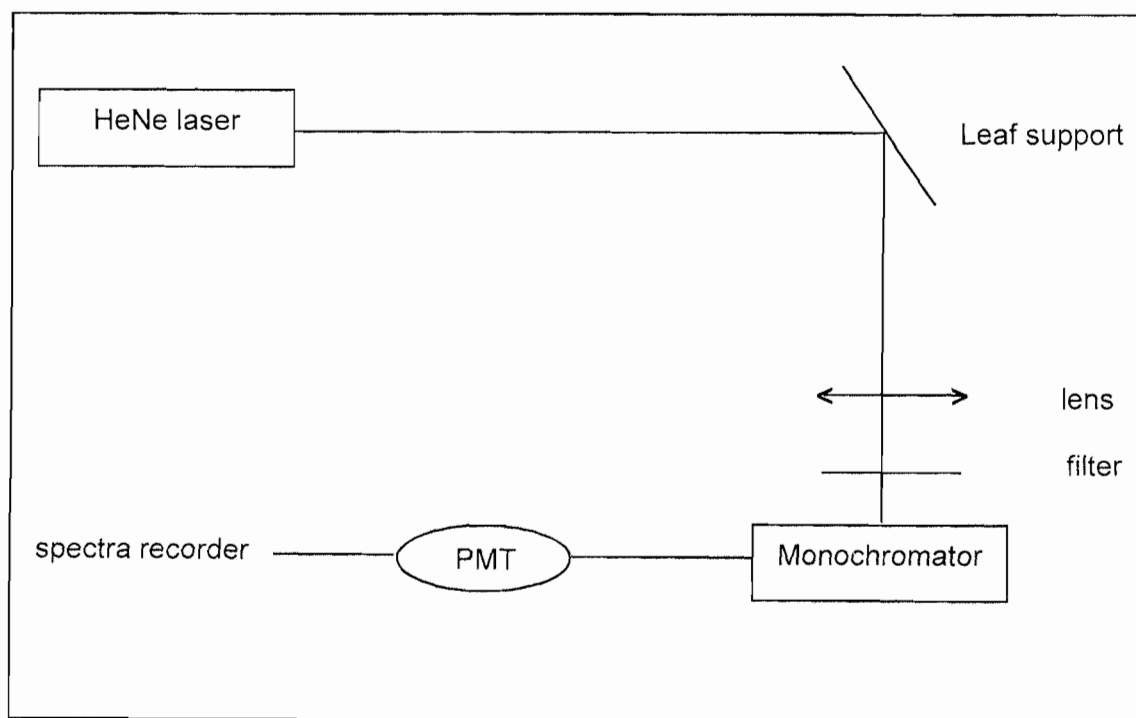 HeNe laser
Leaf support
lens
filter
spectra recorder
PMT
Monochromator